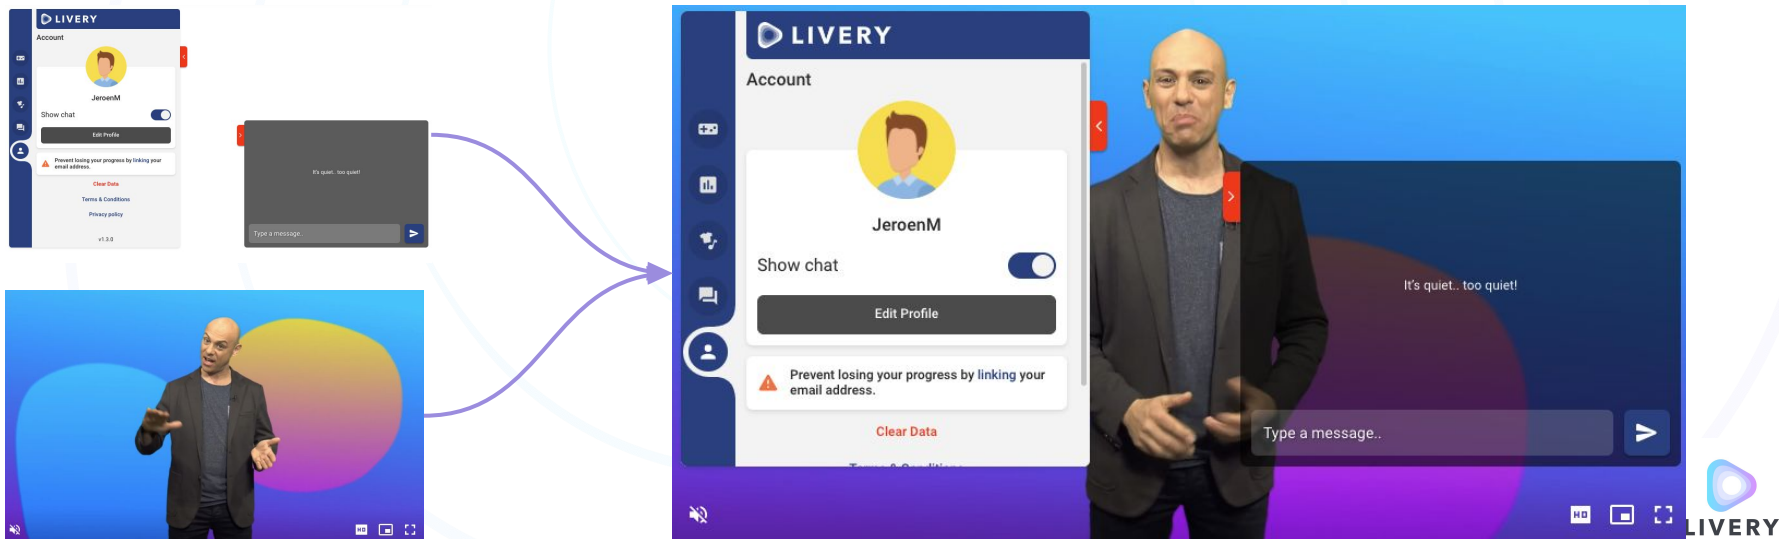 LIVERY
Account
JeroenM
Show chat
Edit Profile
Prevent losing your progress by linking your
email address.
Clear Data
Terms & Conditions
Privacy policy
v1.3.0
It's quiet.. too quiet!
Type a message..
HD
LIVERY
Account
JeroenM
Show chat
Edit Profile
Prevent losing your progress by linking your
email address.
Clear Data
Terms & Conditions
It's quiet.. too quiet!
Type a message..
HD
LIVERY